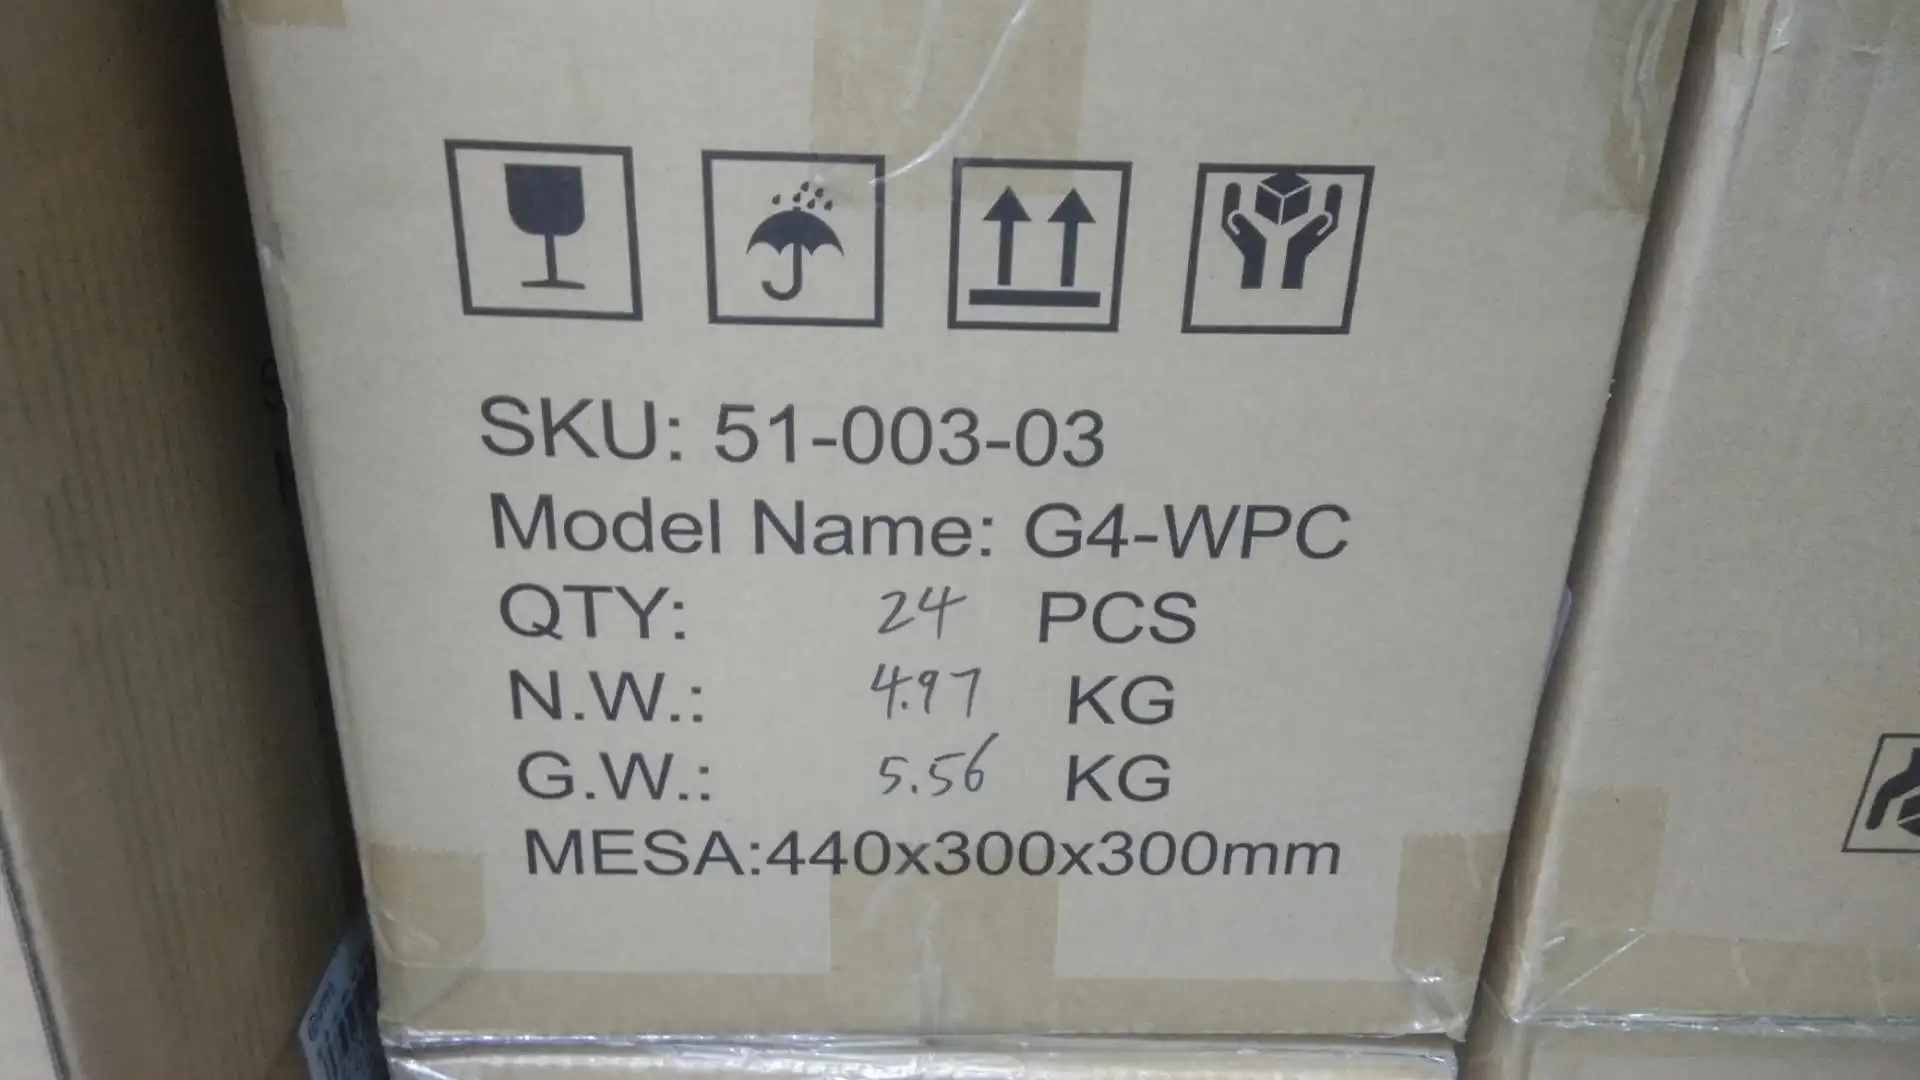 SKU: 51-003-03
Model Name: G4-WPC
QTY: 24 PCS
N.W.: 4.97 KG
G.W.: 5.56 KG
MESA:440x300x300mm